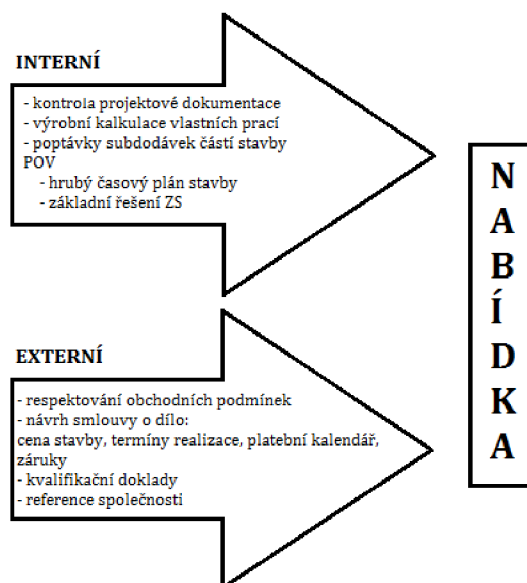 INTERNÍ
- kontrola projektové dokumentace
- výrobní kalkulace vlastních prací
- poptávky subdodávek částí stavby
POV
- hrubý časový plán stavby
- základní řešení ZS
EXTERNÍ
- respektování obchodních podmínek
- návrh smlouvy o dílo:
cena stavby, termíny realizace, platební kalendář,
záruky
- kvalifikační doklady
- reference společnosti
N
A
B
Í
D
K
A